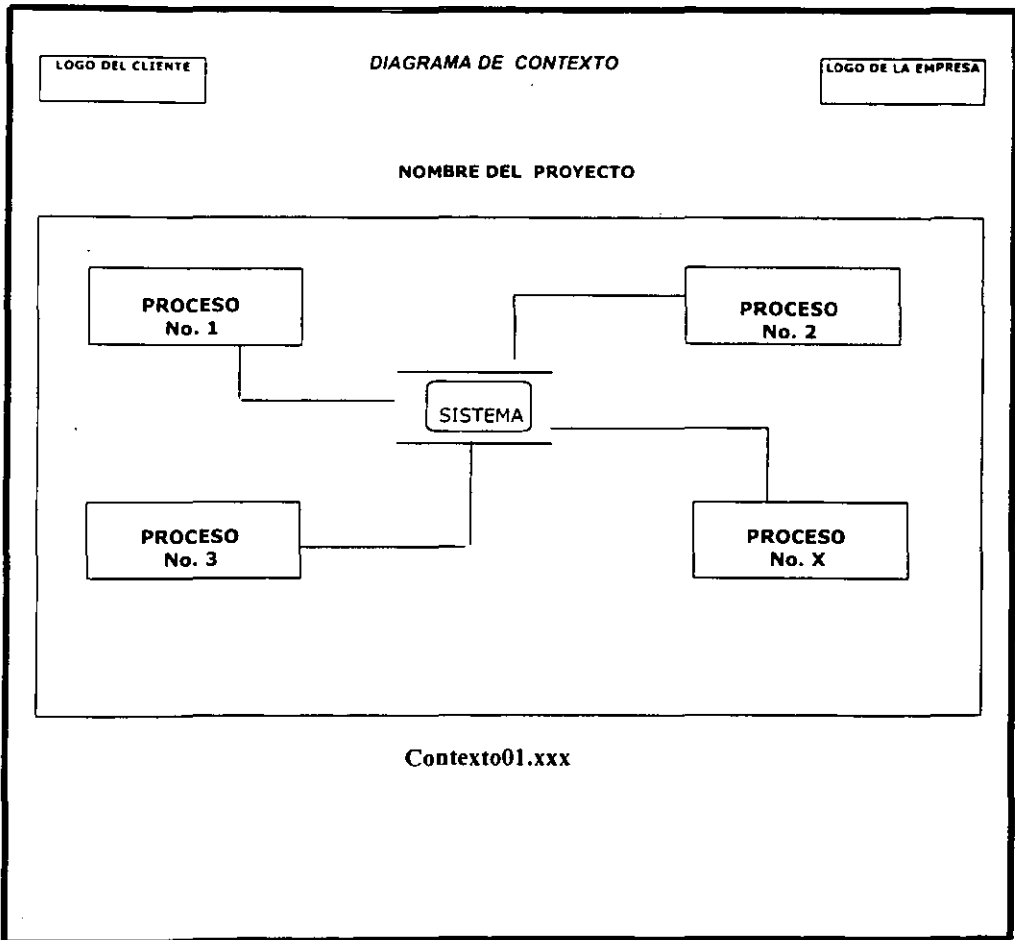 LOGO DEL CLIENTE
DIAGRAMA DE CONTEXTO
LOGO DE LA EMPRESA
NOMBRE DEL PROYECTO
PROCESO
No. 1
PROCESO
No. 2
SISTEMA
PROCESO
No. 3
PROCESO
No. X
Contexto01.xxx